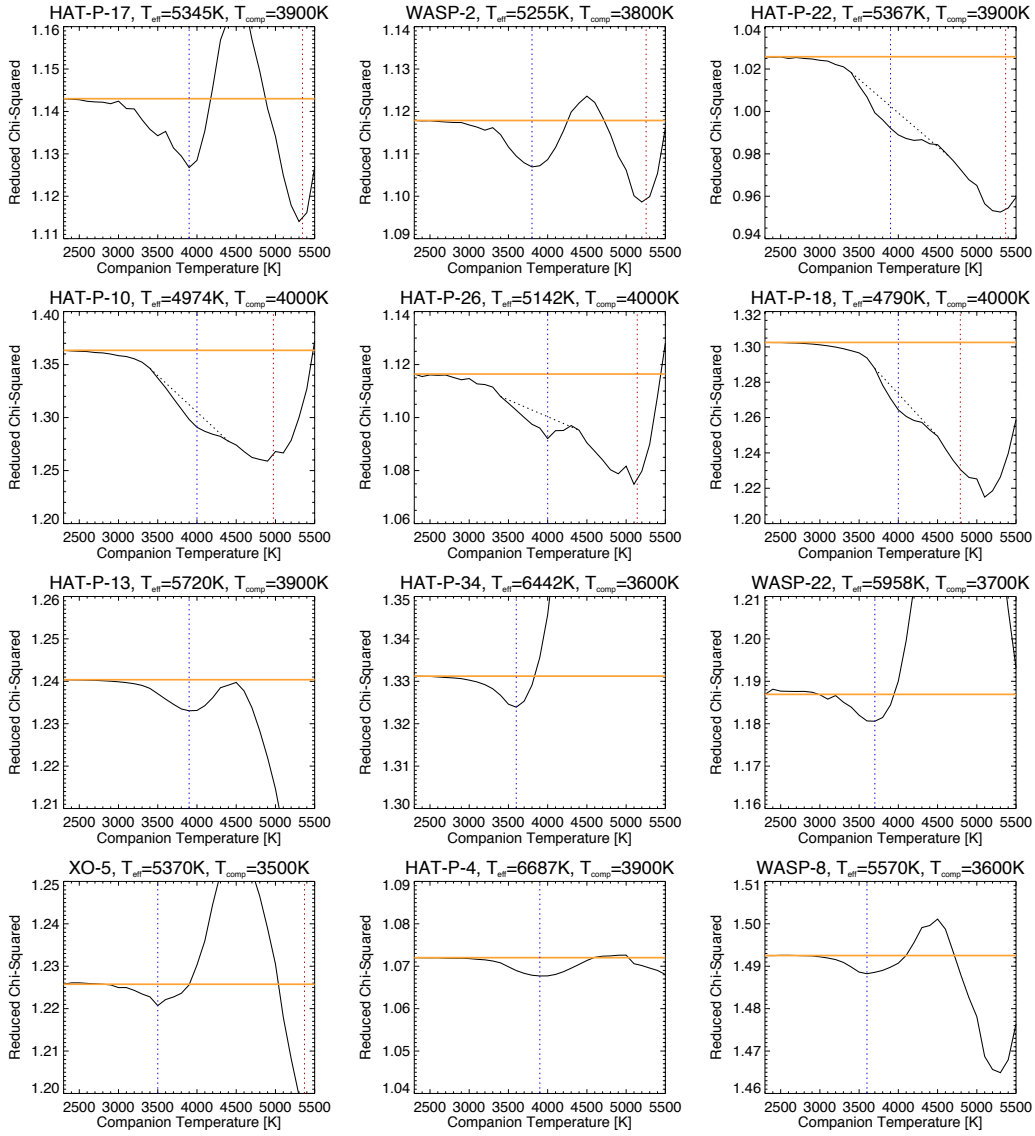 HAT-P-17, Teff=5345K, Tcomp=3900K
1.16
1.15
1.14
1.13
1.12
1.11
Reduced Chi-Squared
2500 3000 3500 4000 4500 5000 5500
Companion Temperature [K]
WASP-2, Teff=5255K, Tcomp=3800K
1.14
1.13
1.12
1.11
1.10
1.09
Reduced Chi-Squared
2500 3000 3500 4000 4500 5000 5500
Companion Temperature [K]
HAT-P-22, Teff=5367K, Tcomp=3900K
1.04
1.02
1.00
0.98
0.96
0.94
Reduced Chi-Squared
2500 3000 3500 4000 4500 5000 5500
Companion Temperature [K]
HAT-P-10, Teff=4974K, Tcomp=4000K
1.40
1.35
1.30
1.25
1.20
Reduced Chi-Squared
2500 3000 3500 4000 4500 5000 5500
Companion Temperature [K]
HAT-P-26, Teff=5142K, Tcomp=4000K
1.14
1.12
1.10
1.08
1.06
Reduced Chi-Squared
2500 3000 3500 4000 4500 5000 5500
Companion Temperature [K]
HAT-P-18, Teff=4790K, Tcomp=4000K
1.32
1.30
1.28
1.26
1.24
1.22
1.20
Reduced Chi-Squared
2500 3000 3500 4000 4500 5000 5500
Companion Temperature [K]
HAT-P-13, Teff=5720K, Tcomp=3900K
1.26
1.25
1.24
1.23
1.22
1.21
Reduced Chi-Squared
2500 3000 3500 4000 4500 5000 5500
Companion Temperature [K]
HAT-P-34, Teff=6442K, Tcomp=3600K
1.35
1.34
1.33
1.32
1.31
1.30
Reduced Chi-Squared
2500 3000 3500 4000 4500 5000 5500
Companion Temperature [K]
WASP-22, Teff=5958K, Tcomp=3700K
1.21
1.20
1.19
1.18
1.17
1.16
Reduced Chi-Squared
2500 3000 3500 4000 4500 5000 5500
Companion Temperature [K]
XO-5, Teff=5370K, Tcomp=3500K
1.25
1.24
1.23
1.22
1.21
1.20
Reduced Chi-Squared
2500 3000 3500 4000 4500 5000 5500
Companion Temperature [K]
HAT-P-4, Teff=6687K, Tcomp=3900K
1.09
1.08
1.07
1.06
1.05
1.04
Reduced Chi-Squared
2500 3000 3500 4000 4500 5000 5500
Companion Temperature [K]
WASP-8, Teff=5570K, Tcomp=3600K
1.51
1.50
1.49
1.48
1.47
1.46
Reduced Chi-Squared
2500 3000 3500 4000 4500 5000 5500
Companion Temperature [K]